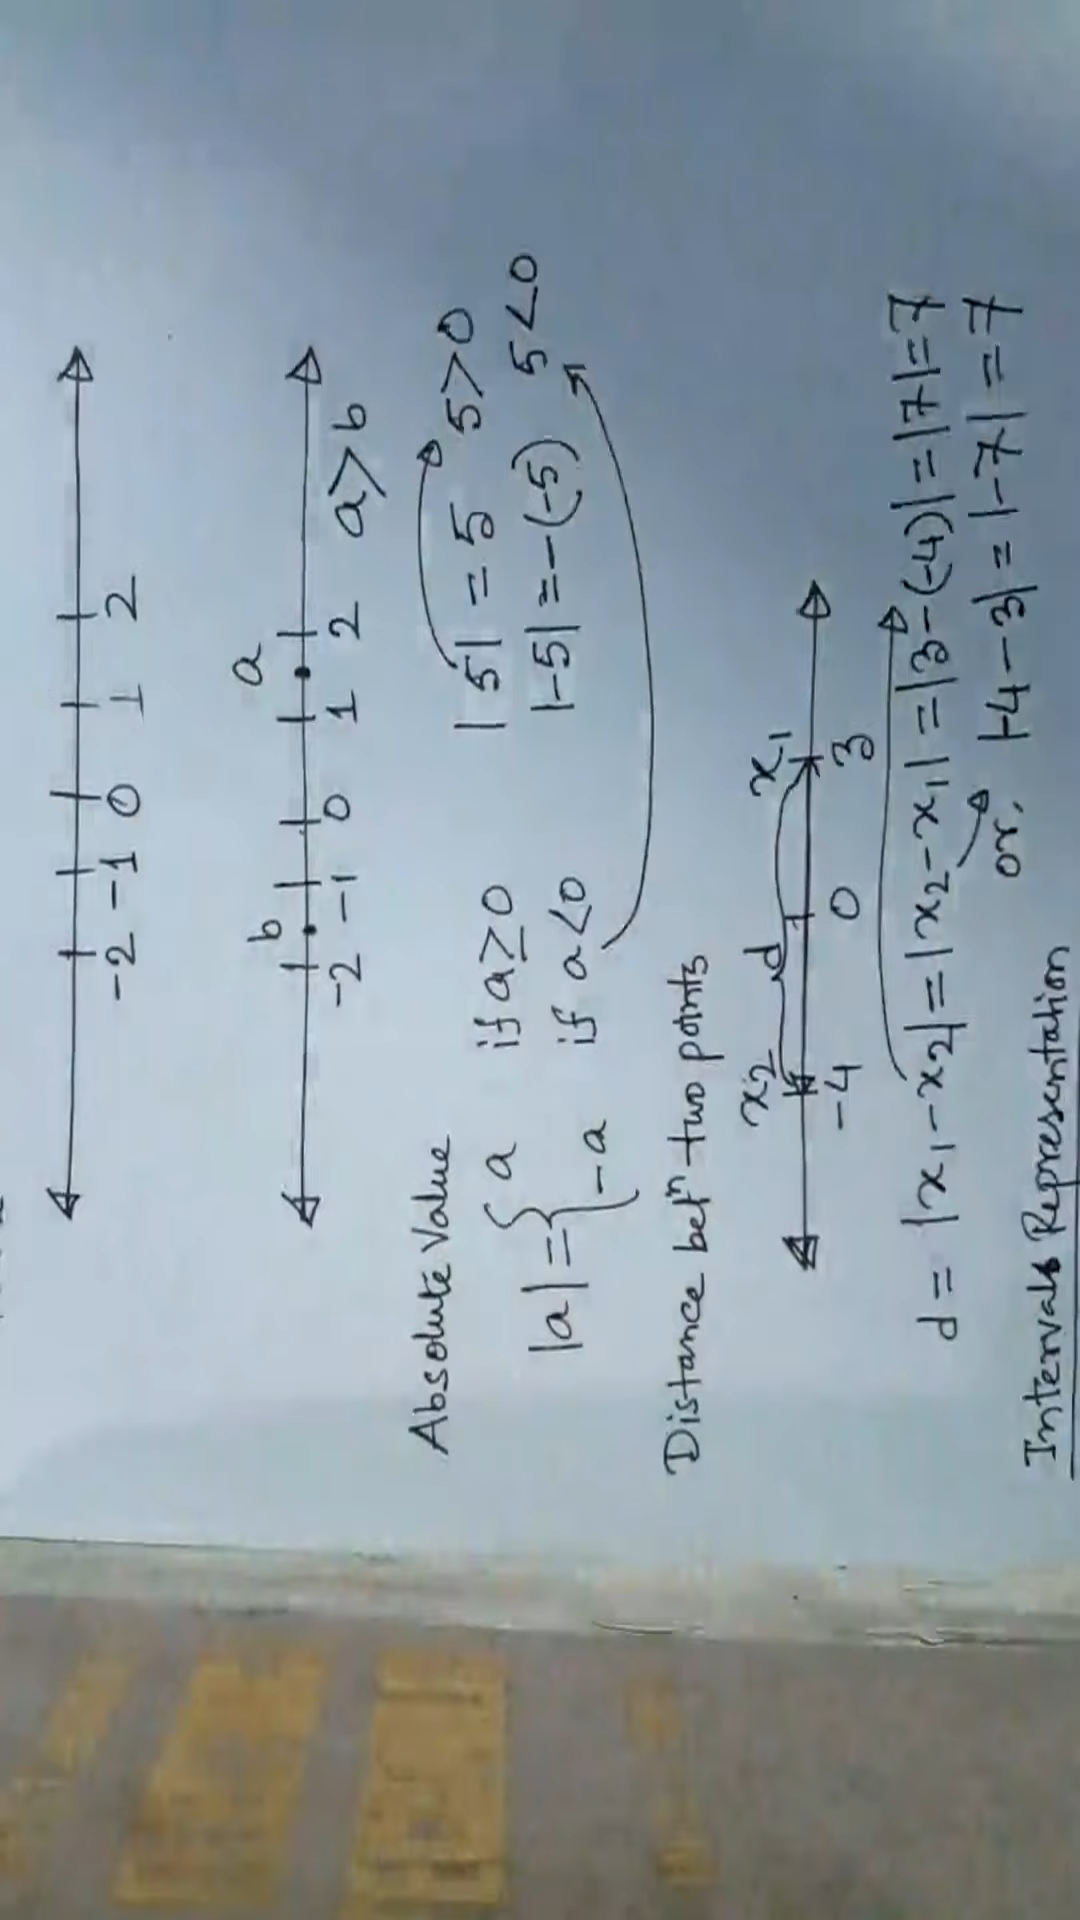 -2 -1 0 1 2
b a
-2 -1 0 1 2 a>b
Absolute Value
|a| = { a if a≥0
-a if a<0
|5| = 5 5>0
|-5| = -(-5) 5<0
Distance betⁿ two points
x2 d x1
-4 0 3
d = |x1-x2| = |x2-x1| = |3-(-4)| = |7| = 7
or, |-4-3| = |-7| = 7
Intervals Representation